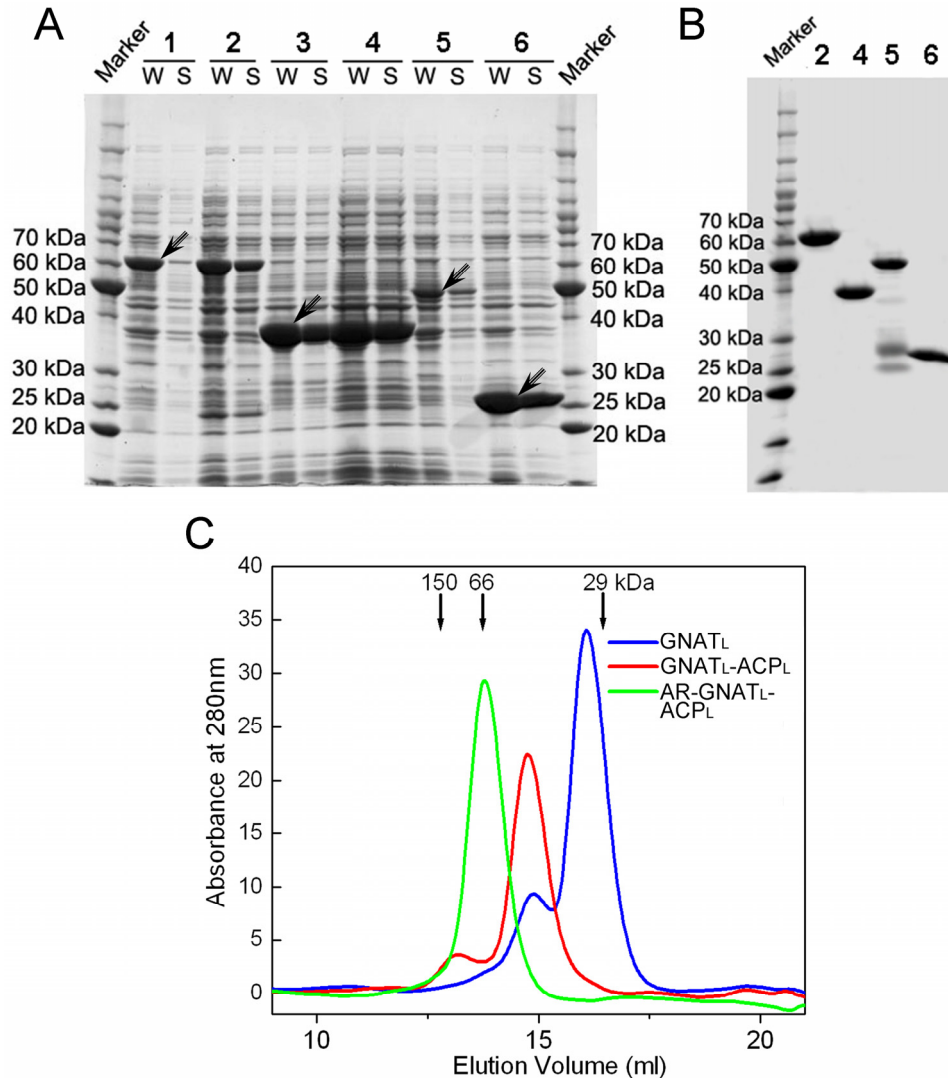 A
Marker 1 2 3 4 5 6 Marker
W S W S W S W S W S W S
70 kDa
60 kDa
50 kDa
40 kDa
30 kDa
25 kDa
20 kDa
70 kDa
60 kDa
50 kDa
40 kDa
30 kDa
25 kDa
20 kDa
B
Marker 2 4 5 6
70 kDa
60 kDa
50 kDa
40 kDa
30 kDa
25 kDa
20 kDa
C
40
35
30
25
20
15
10
5
0
Absorbance at 280nm
150 66 29 kDa
GNATL
GNATL-ACPL
AR-GNATL-
ACPL
10 15 20
Elution Volume (ml)